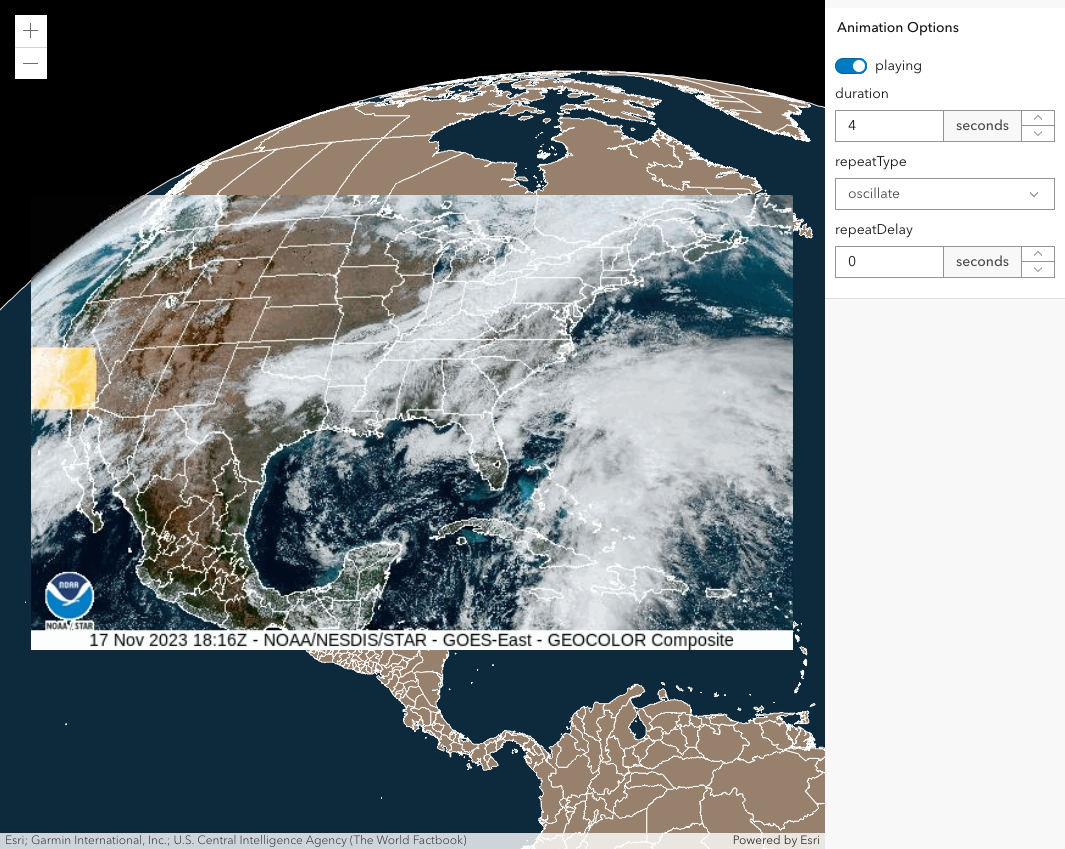 Animation Options
playing
duration
4 seconds
repeatType
oscillate
repeatDelay
0 seconds
NOAA
NOAA / STAR
17 Nov 2023 18:16Z - NOAA/NESDIS/STAR - GOES-East - GEOCOLOR Composite
Esri; Garmin International, Inc.; U.S. Central Intelligence Agency (The World Factbook)
Powered by Esri